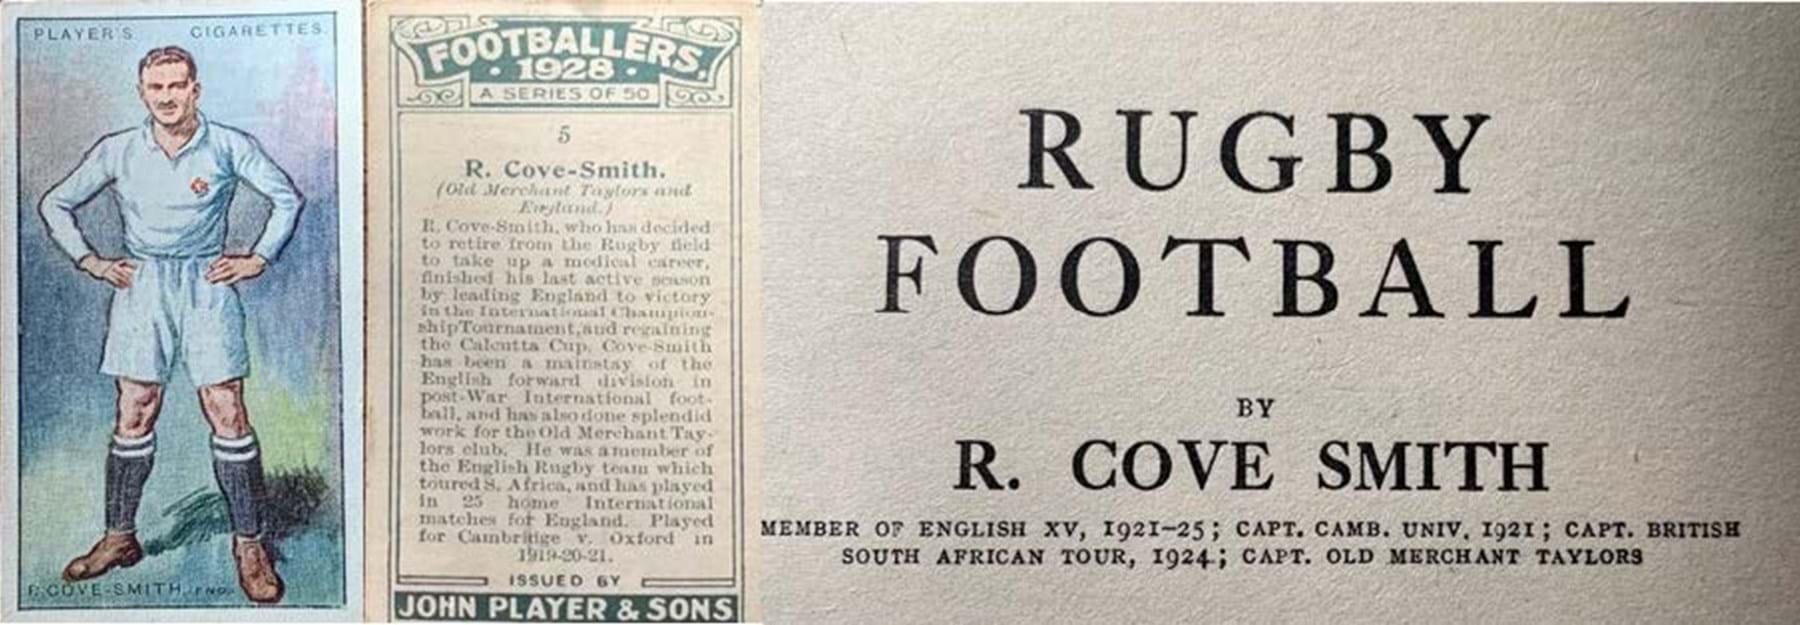 PLAYER'S CIGARETTES.
R. COVE-SMITH. (ENG.)
FOOTBALLERS,
· 1928 ·
A SERIES OF 50
5
R. Cove-Smith.
(Old Merchant Taylors and
England.)
R. Cove-Smith, who has decided
to retire from the Rugby field
to take up a medical career,
finished his last active season
by leading England to victory
in the International Champion-
ship Tournament, and regaining
the Calcutta Cup. Cove-Smith
has been a mainstay of the
English forward division in
post-War International foot-
ball, and has also done splendid
work for the Old Merchant Tay-
lors club. He was a member of
the English Rugby team which
toured S. Africa, and has played
in 25 home International
matches for England. Played
for Cambridge v. Oxford in
1919-20-21.
ISSUED BY
JOHN PLAYER & SONS
RUGBY
FOOTBALL
BY
R. COVE SMITH
MEMBER OF ENGLISH XV, 1921–25; CAPT. CAMB. UNIV. 1921; CAPT. BRITISH
SOUTH AFRICAN TOUR, 1924; CAPT. OLD MERCHANT TAYLORS